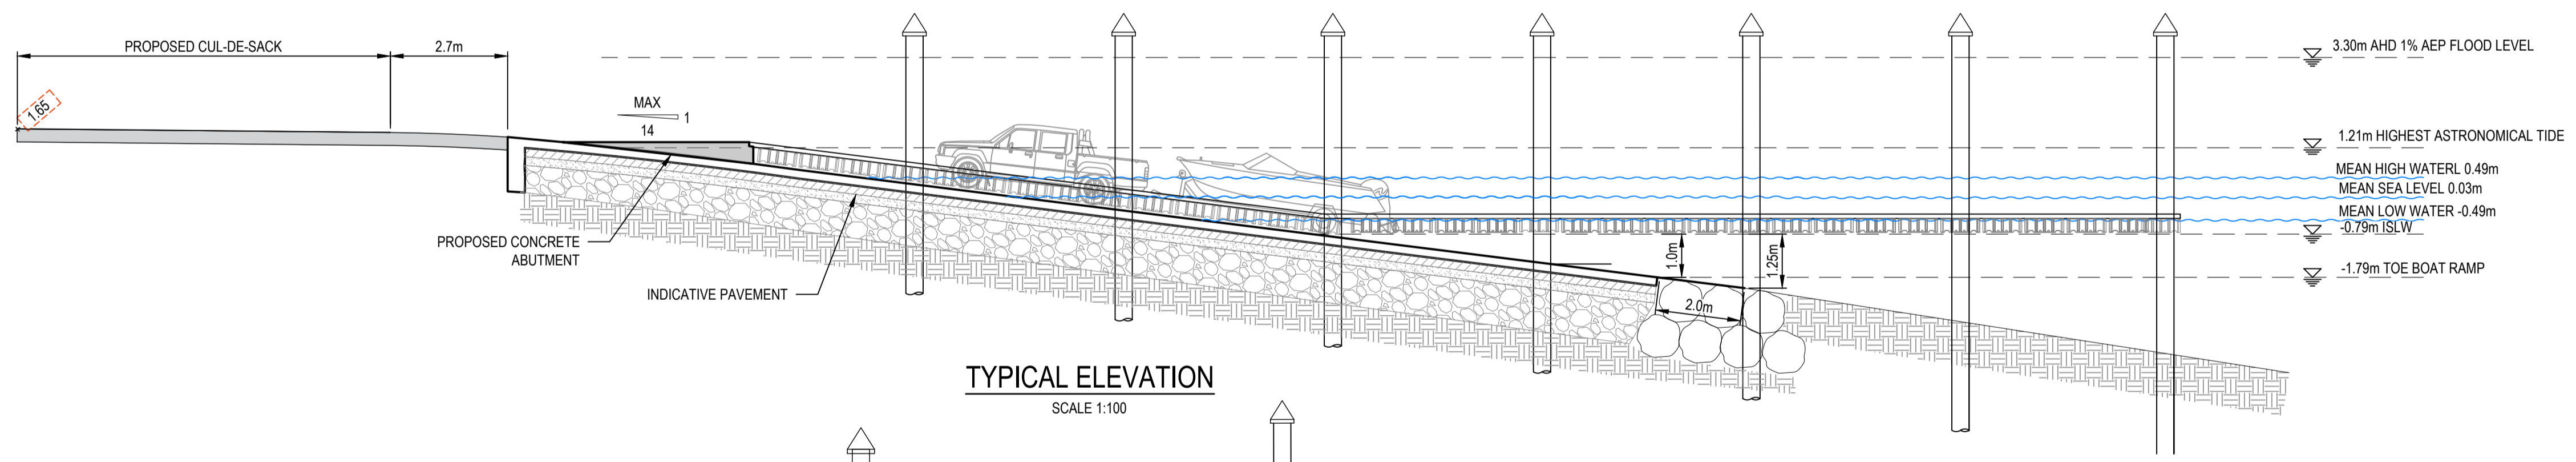 PROPOSED CUL-DE-SACK
2.7m
3.30m AHD 1% AEP FLOOD LEVEL
1.65
MAX
1
14
1.21m HIGHEST ASTRONOMICAL TIDE
MEAN HIGH WATERL 0.49m
MEAN SEA LEVEL 0.03m
MEAN LOW WATER -0.49m
-0.79m ISLW
PROPOSED CONCRETE
ABUTMENT
1.0m
1.25m
-1.79m TOE BOAT RAMP
INDICATIVE PAVEMENT
2.0m
TYPICAL ELEVATION
SCALE 1:100